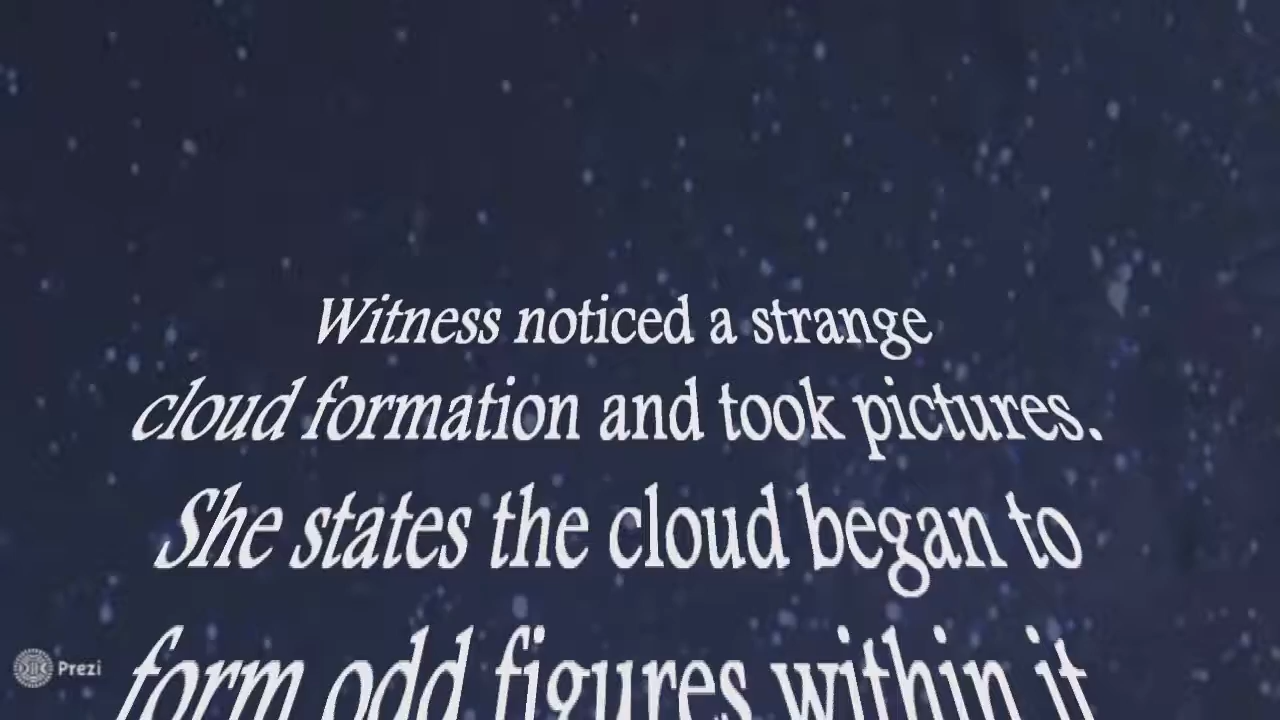 Witness noticed a strange
cloud formation and took pictures.
She states the cloud began to
form odd figures within it
Prezi